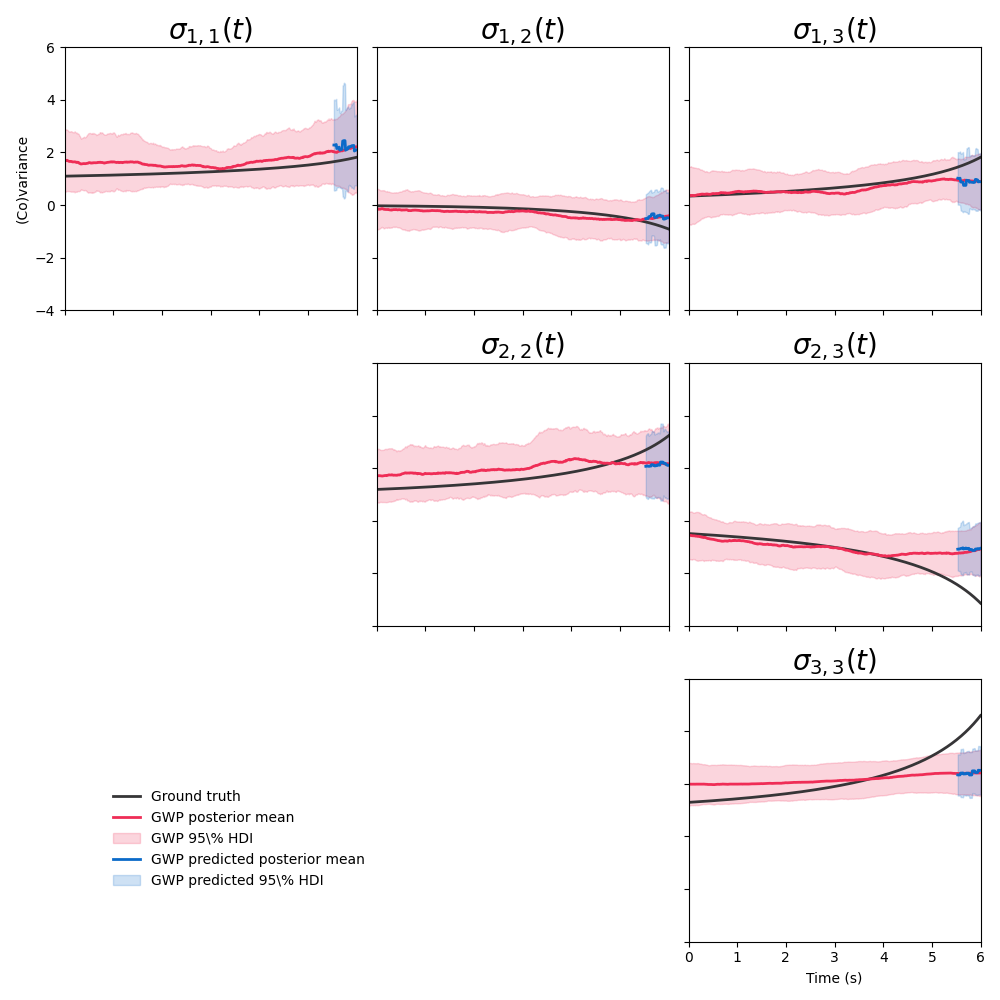 σ₁,₁(t) σ₁,₂(t) σ₁,₃(t)
6
4
2
0
−2
−4
(Co)variance
σ₂,₂(t) σ₂,₃(t)
σ₃,₃(t)
Ground truth
GWP posterior mean
GWP 95\% HDI
GWP predicted posterior mean
GWP predicted 95\% HDI
0 1 2 3 4 5 6
Time (s)